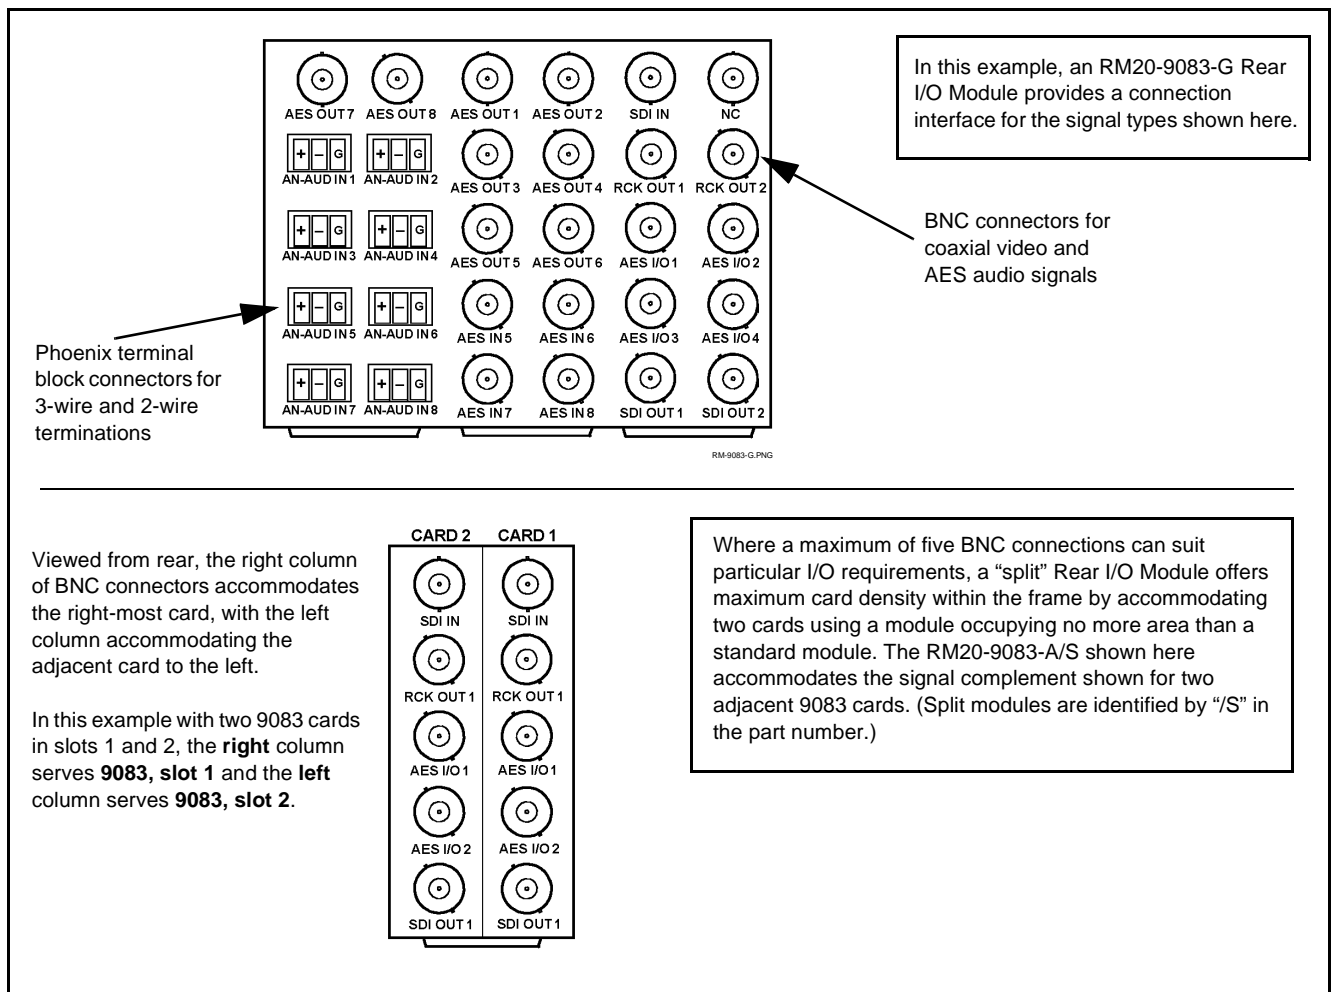 AES OUT 7 AES OUT 8 AES OUT 1 AES OUT 2 SDI IN NC
+ – G + – G
AN-AUD IN 1 AN-AUD IN 2 AES OUT 3 AES OUT 4 RCK OUT 1 RCK OUT 2
+ – G + – G
AN-AUD IN 3 AN-AUD IN 4 AES OUT 5 AES OUT 6 AES I/O 1 AES I/O 2
+ – G + – G
AN-AUD IN 5 AN-AUD IN 6 AES IN 5 AES IN 6 AES I/O 3 AES I/O 4
+ – G + – G
AN-AUD IN 7 AN-AUD IN 8 AES IN 7 AES IN 8 SDI OUT 1 SDI OUT 2
RM-9083-G.PNG
In this example, an RM20-9083-G Rear
I/O Module provides a connection
interface for the signal types shown here.
BNC connectors for
coaxial video and
AES audio signals
Phoenix terminal
block connectors for
3-wire and 2-wire
terminations
Viewed from rear, the right column
of BNC connectors accommodates
the right-most card, with the left
column accommodating the
adjacent card to the left.
In this example with two 9083 cards
in slots 1 and 2, the right column
serves 9083, slot 1 and the left
column serves 9083, slot 2.
CARD 2 CARD 1
SDI IN SDI IN
RCK OUT 1 RCK OUT 1
AES I/O 1 AES I/O 1
AES I/O 2 AES I/O 2
SDI OUT 1 SDI OUT 1
Where a maximum of five BNC connections can suit
particular I/O requirements, a “split” Rear I/O Module offers
maximum card density within the frame by accommodating
two cards using a module occupying no more area than a
standard module. The RM20-9083-A/S shown here
accommodates the signal complement shown for two
adjacent 9083 cards. (Split modules are identified by “/S” in
the part number.)